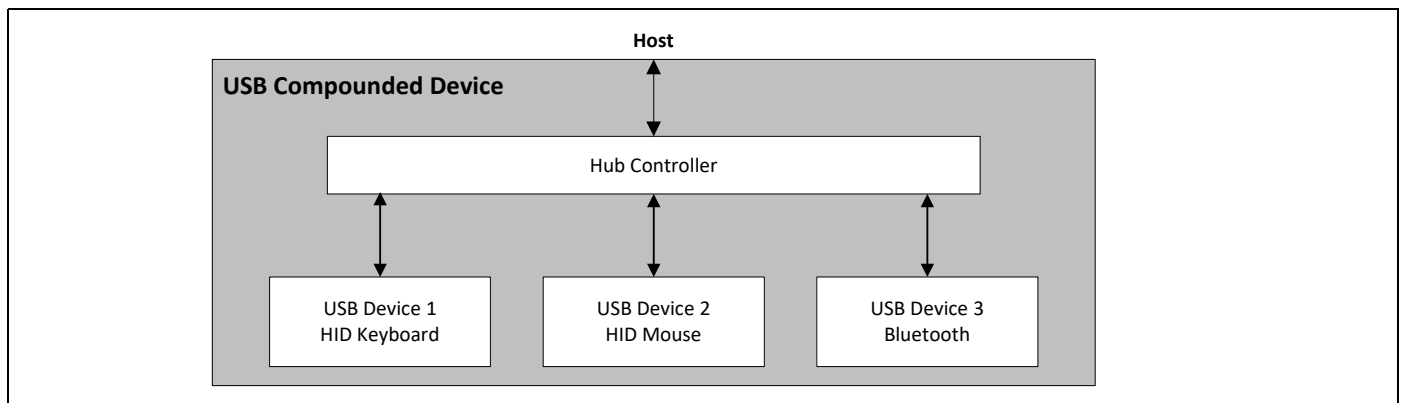 Host
USB Compounded Device
Hub Controller
USB Device 1
HID Keyboard
USB Device 2
HID Mouse
USB Device 3
Bluetooth